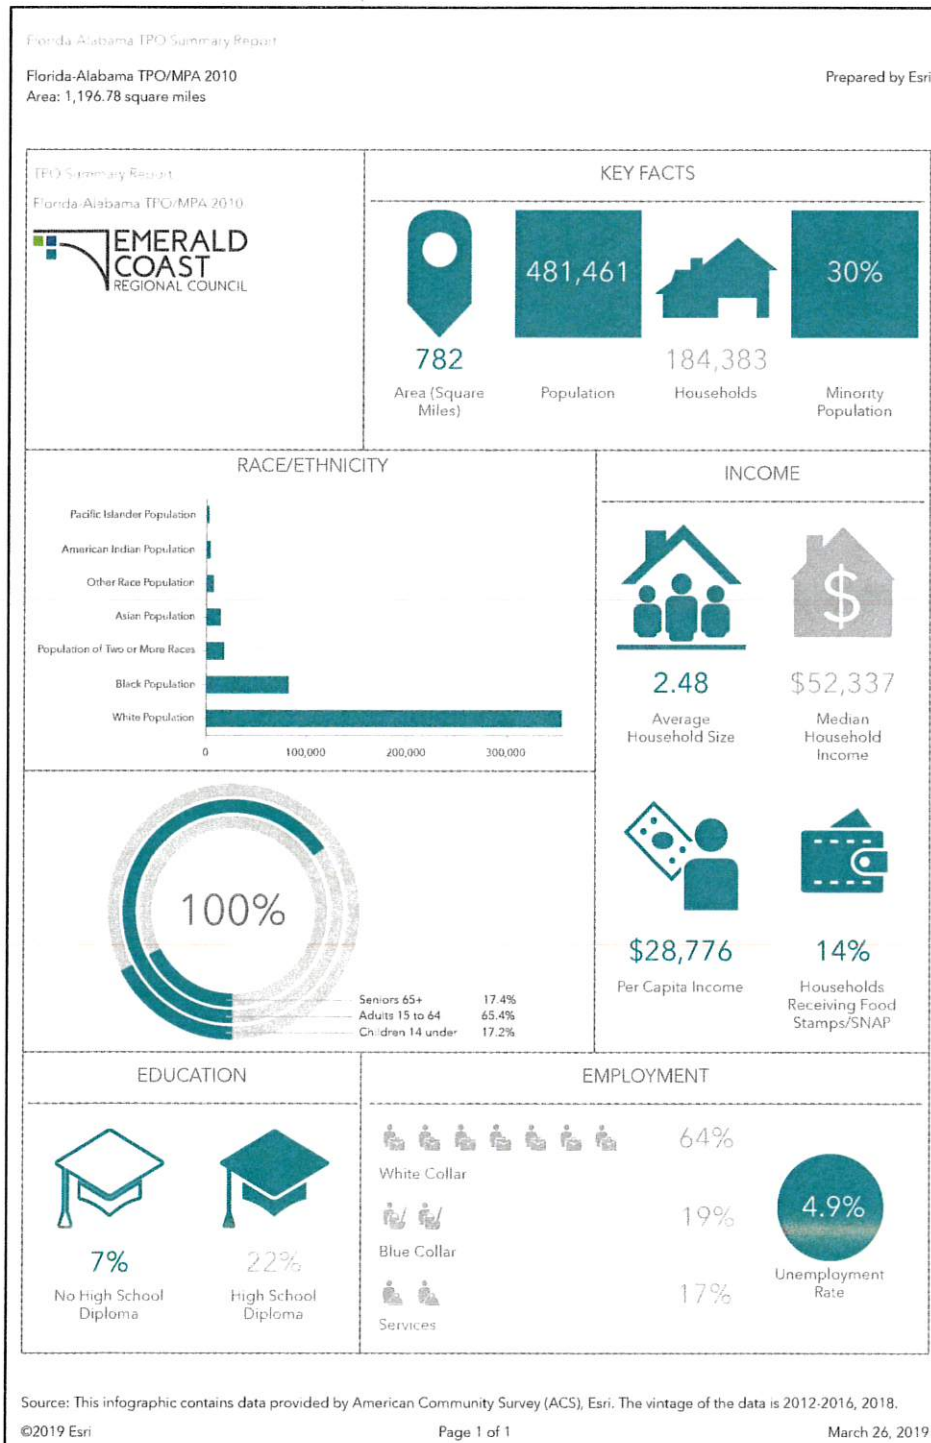 Florida-Alabama TPO Summary Report
Florida-Alabama TPO/MPA 2010
Prepared by Esri
Area: 1,196.78 square miles
TPO Summary Report
Florida-Alabama TPO/MPA 2010
EMERALD
COAST
REGIONAL COUNCIL
KEY FACTS
782
Area (Square
Miles)
481,461
Population
184,383
Households
30%
Minority
Population
RACE/ETHNICITY
Pacific Islander Population
American Indian Population
Other Race Population
Asian Population
Population of Two or More Races
Black Population
White Population
0 100,000 200,000 300,000
INCOME
2.48
Average
Household Size
$52,337
Median
Household
Income
$28,776
Per Capita Income
14%
Households
Receiving Food
Stamps/SNAP
100%
Seniors 65+ 17.4%
Adults 15 to 64 65.4%
Children 14 under 17.2%
EDUCATION
7%
No High School
Diploma
22%
High School
Diploma
EMPLOYMENT
64%
White Collar
19%
Blue Collar
17%
Services
4.9%
Unemployment
Rate
Source: This infographic contains data provided by American Community Survey (ACS), Esri. The vintage of the data is 2012-2016, 2018.
©2019 Esri Page 1 of 1 March 26, 2019